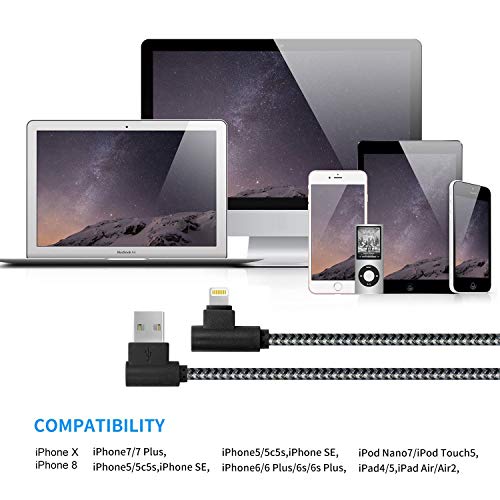 MacBook Air
COMPATIBILITY
iPhone X
iPhone 8
iPhone7/7 Plus,
iPhone5/5c5s,iPhone SE,
iPhone5/5c5s,iPhone SE,
iPhone6/6 Plus/6s/6s Plus,
iPod Nano7/iPod Touch5,
iPad4/5,iPad Air/Air2,